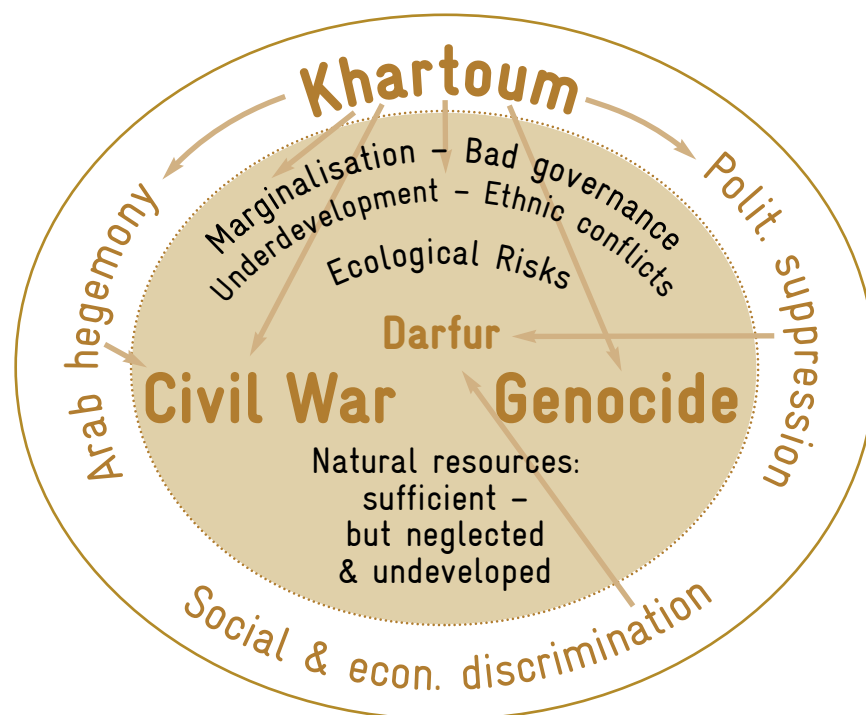 Khartoum
Arab hegemony
Polit. suppression
Marginalisation – Bad governance
Underdevelopment – Ethnic conflicts
Ecological Risks
Darfur
Civil War
Genocide
Natural resources:
sufficient –
but neglected
& undeveloped
Social & econ. discrimination